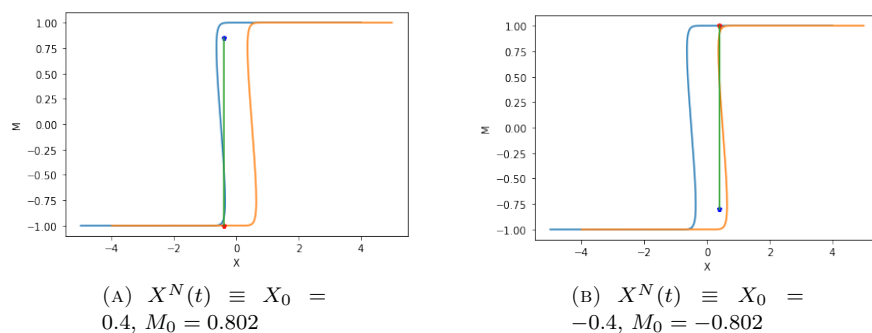 1.00
0.75
0.50
0.25
0.00
−0.25
−0.50
−0.75
−1.00
M
−4 −2 0 2 4
X
1.00
0.75
0.50
0.25
0.00
−0.25
−0.50
−0.75
−1.00
M
−4 −2 0 2 4
X
(A) X^N(t) ≡ X_0 =
0.4, M_0 = 0.802
(B) X^N(t) ≡ X_0 =
−0.4, M_0 = −0.802